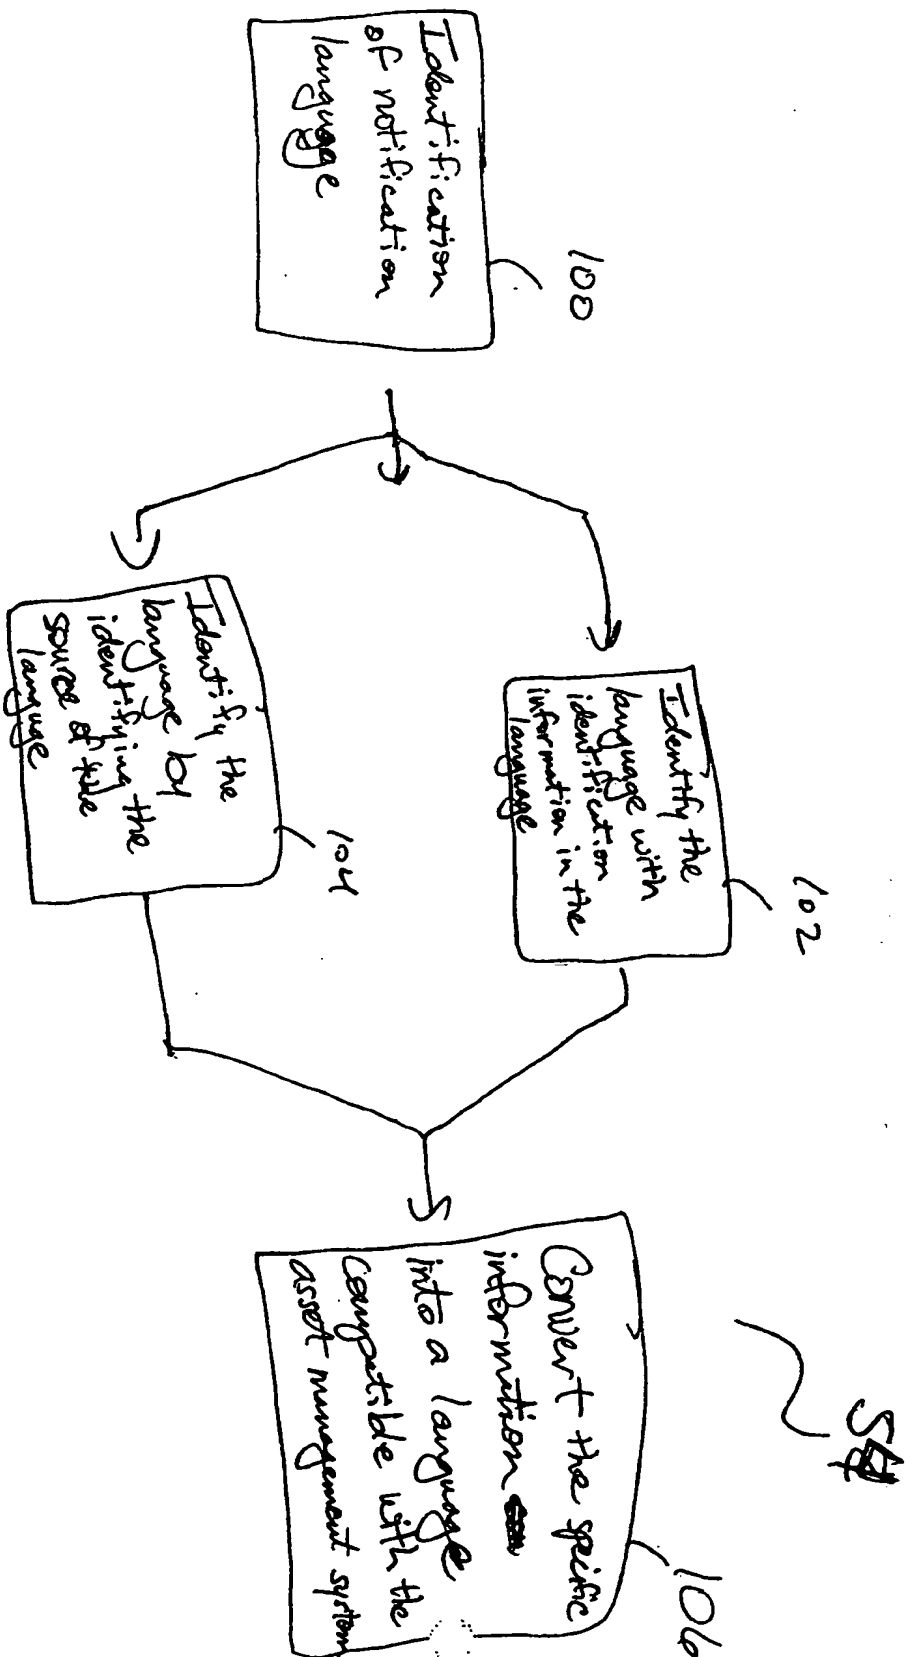 100
Identification
of notification
language
102
Identify the
language with
identification
information in the
language
104
Identify the
language by
identifying the
source of the
language
106
Convert the specific
information
into a language
compatible with the
asset management system